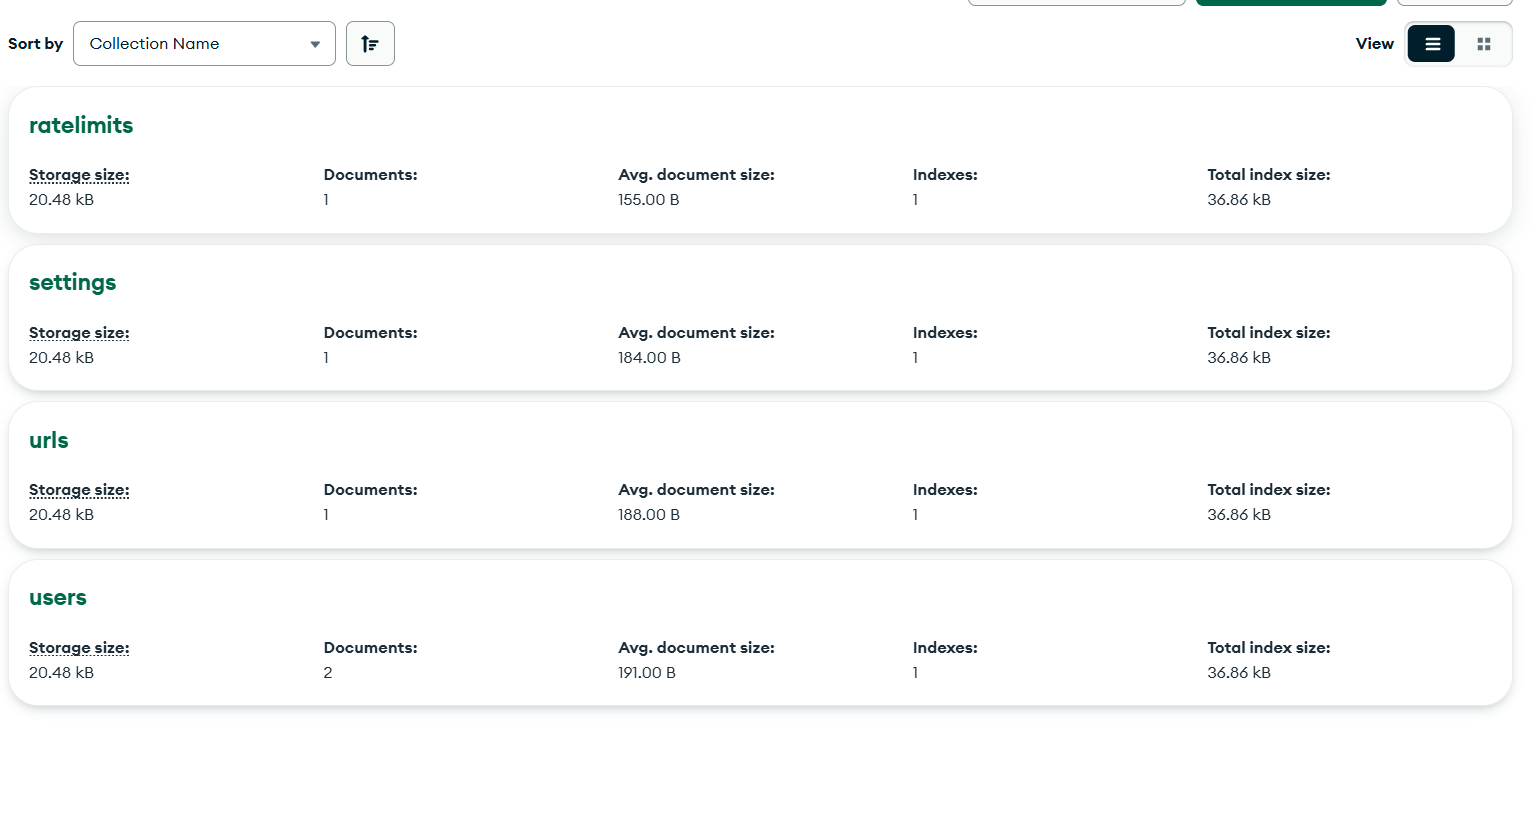 Sort by Collection Name View
ratelimits
Storage size: Documents: Avg. document size: Indexes: Total index size:
20.48 kB 1 155.00 B 1 36.86 kB
settings
Storage size: Documents: Avg. document size: Indexes: Total index size:
20.48 kB 1 184.00 B 1 36.86 kB
urls
Storage size: Documents: Avg. document size: Indexes: Total index size:
20.48 kB 1 188.00 B 1 36.86 kB
users
Storage size: Documents: Avg. document size: Indexes: Total index size:
20.48 kB 2 191.00 B 1 36.86 kB